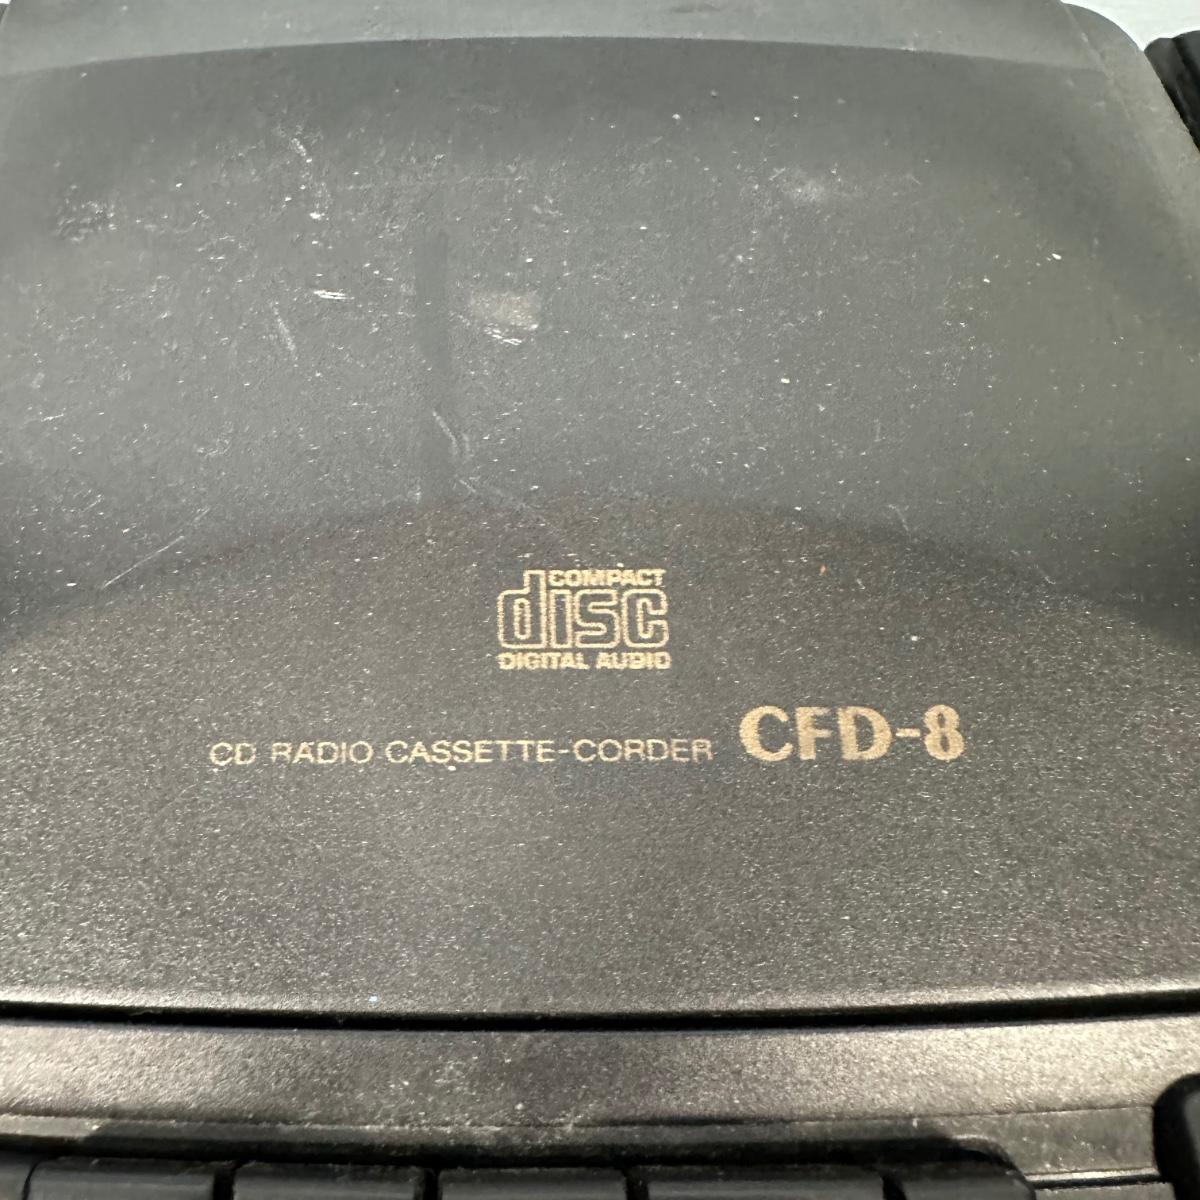 COMPACT
disc
DIGITAL AUDIO
CD RADIO CASSETTE-CORDER CFD-8